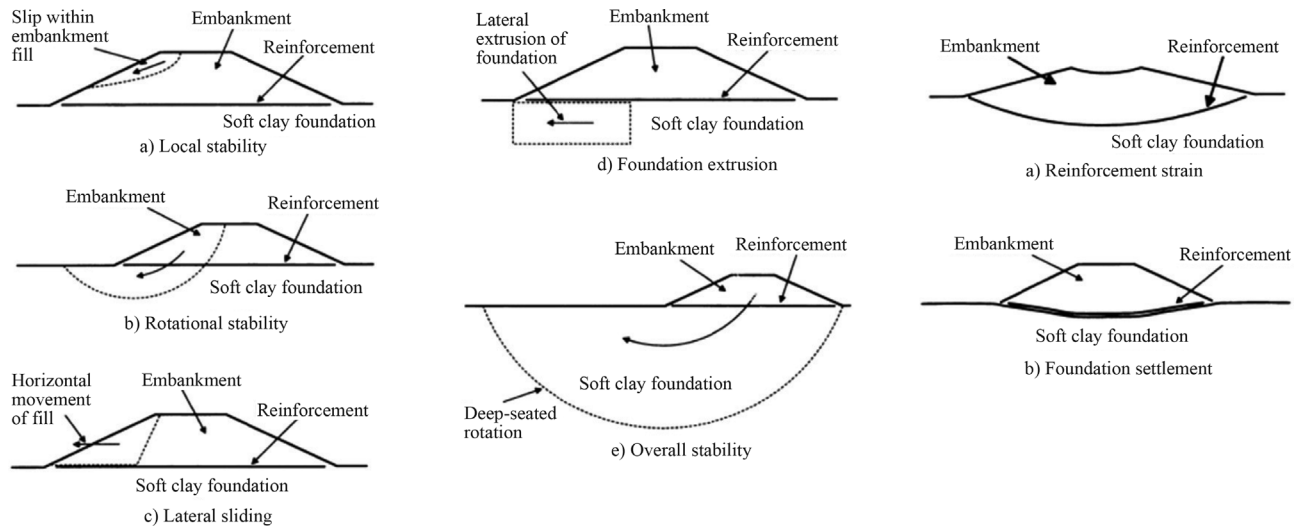 Slip within
embankment
fill
Embankment
Reinforcement
Soft clay foundation
a) Local stability
Embankment
Reinforcement
Soft clay foundation
b) Rotational stability
Horizontal
movement
of fill
Embankment
Reinforcement
Soft clay foundation
c) Lateral sliding
Lateral
extrusion of
foundation
Embankment
Reinforcement
Soft clay foundation
d) Foundation extrusion
Embankment
Reinforcement
Soft clay foundation
Deep-seated
rotation
e) Overall stability
Embankment
Reinforcement
Soft clay foundation
a) Reinforcement strain
Embankment
Reinforcement
Soft clay foundation
b) Foundation settlement